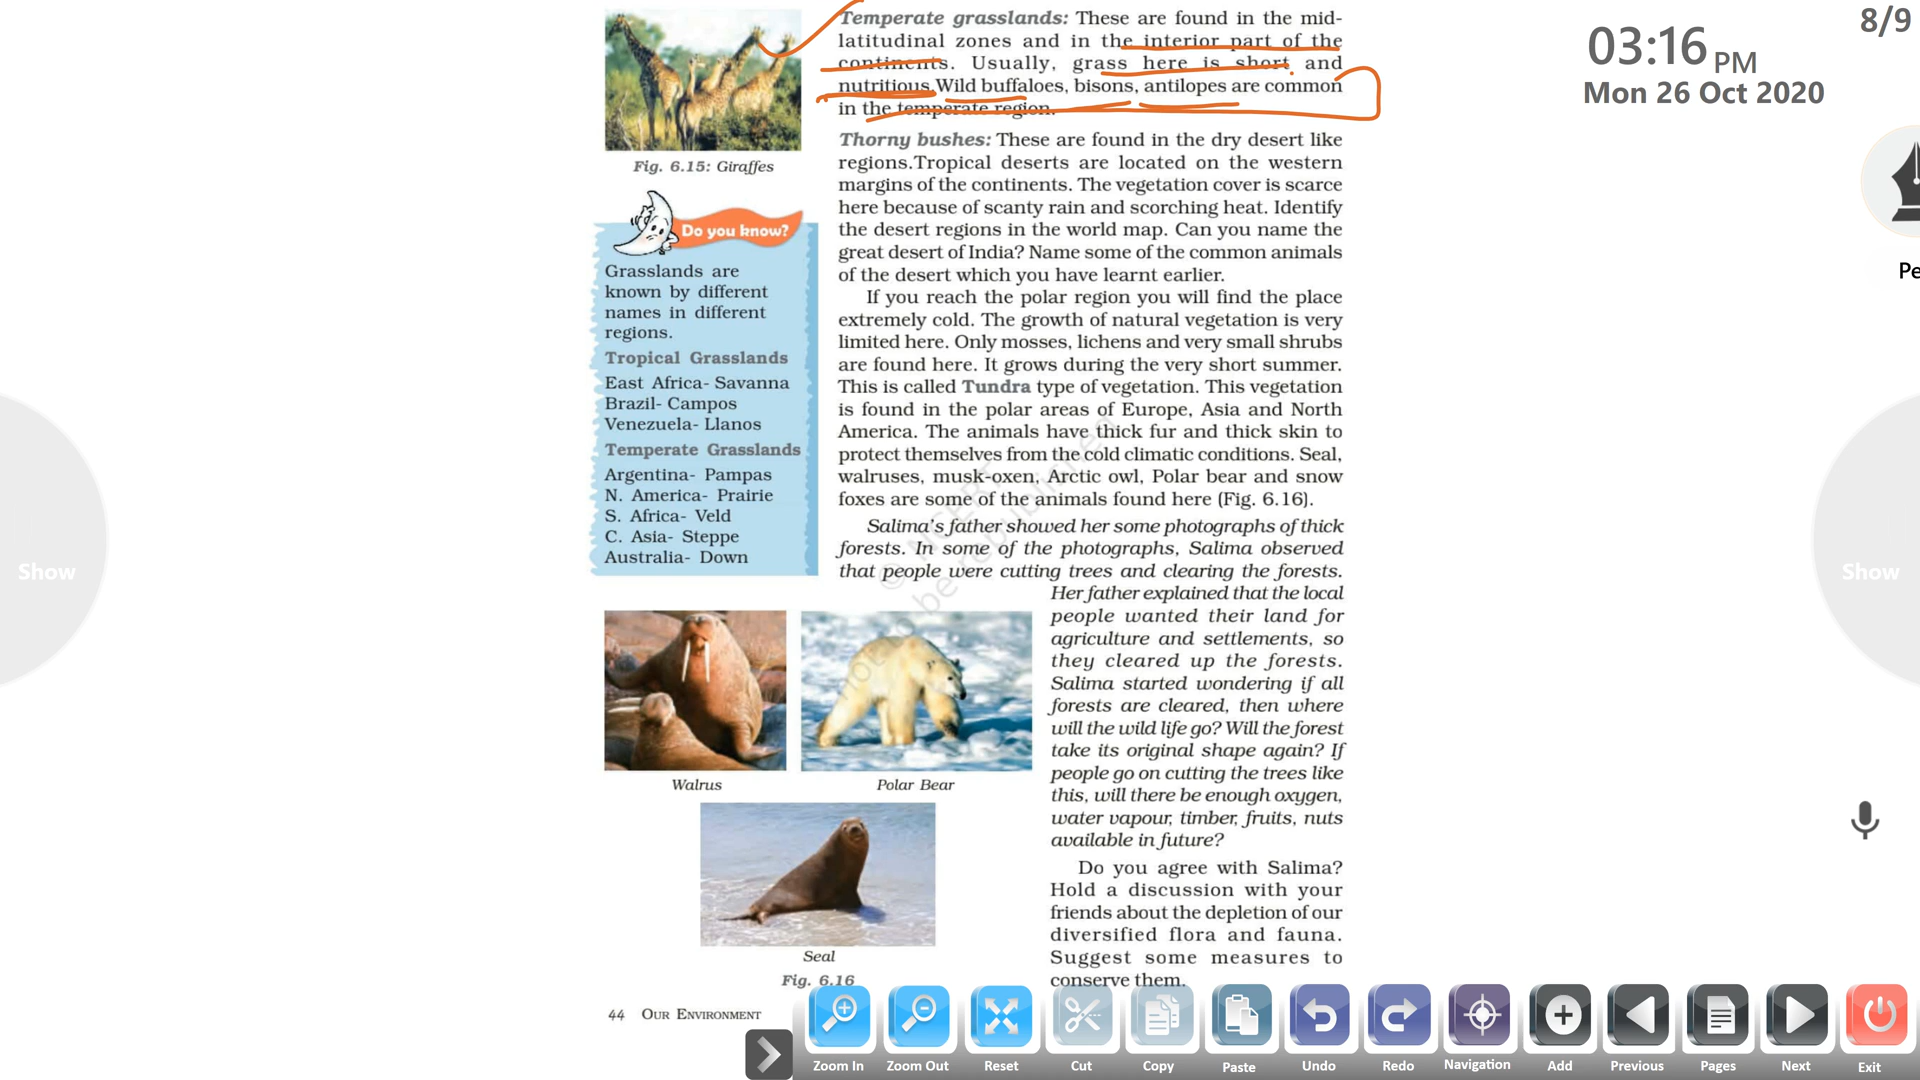 8/9
03:16 PM
Mon 26 Oct 2020
Temperate grasslands: These are found in the mid-
latitudinal zones and in the interior part of the
continents. Usually, grass here is short and
nutritious.Wild buffaloes, bisons, antilopes are common
in the temperate region.
Fig. 6.15: Giraffes
Thorny bushes: These are found in the dry desert like
regions.Tropical deserts are located on the western
margins of the continents. The vegetation cover is scarce
here because of scanty rain and scorching heat. Identify
the desert regions in the world map. Can you name the
great desert of India? Name some of the common animals
of the desert which you have learnt earlier.
If you reach the polar region you will find the place
extremely cold. The growth of natural vegetation is very
limited here. Only mosses, lichens and very small shrubs
are found here. It grows during the very short summer.
This is called Tundra type of vegetation. This vegetation
is found in the polar areas of Europe, Asia and North
America. The animals have thick fur and thick skin to
protect themselves from the cold climatic conditions. Seal,
walruses, musk-oxen, Arctic owl, Polar bear and snow
foxes are some of the animals found here (Fig. 6.16).
Do you know?
Grasslands are
known by different
names in different
regions.
Tropical Grasslands
East Africa- Savanna
Brazil- Campos
Venezuela- Llanos
Temperate Grasslands
Argentina- Pampas
N. America- Prairie
S. Africa- Veld
C. Asia- Steppe
Australia- Down
Salima's father showed her some photographs of thick
forests. In some of the photographs, Salima observed
that people were cutting trees and clearing the forests.
Her father explained that the local
people wanted their land for
agriculture and settlements, so
they cleared up the forests.
Salima started wondering if all
forests are cleared, then where
will the wild life go? Will the forest
take its original shape again? If
people go on cutting the trees like
this, will there be enough oxygen,
water vapour, timber, fruits, nuts
available in future?
Do you agree with Salima?
Hold a discussion with your
friends about the depletion of our
diversified flora and fauna.
Suggest some measures to
conserve them.
Walrus
Polar Bear
Seal
Fig. 6.16
44 OUR ENVIRONMENT
© NCERT
not to be republished
Pe
Show
Show
Zoom In
Zoom Out
Reset
Cut
Copy
Paste
Undo
Redo
Navigation
Add
Previous
Pages
Next
Exit